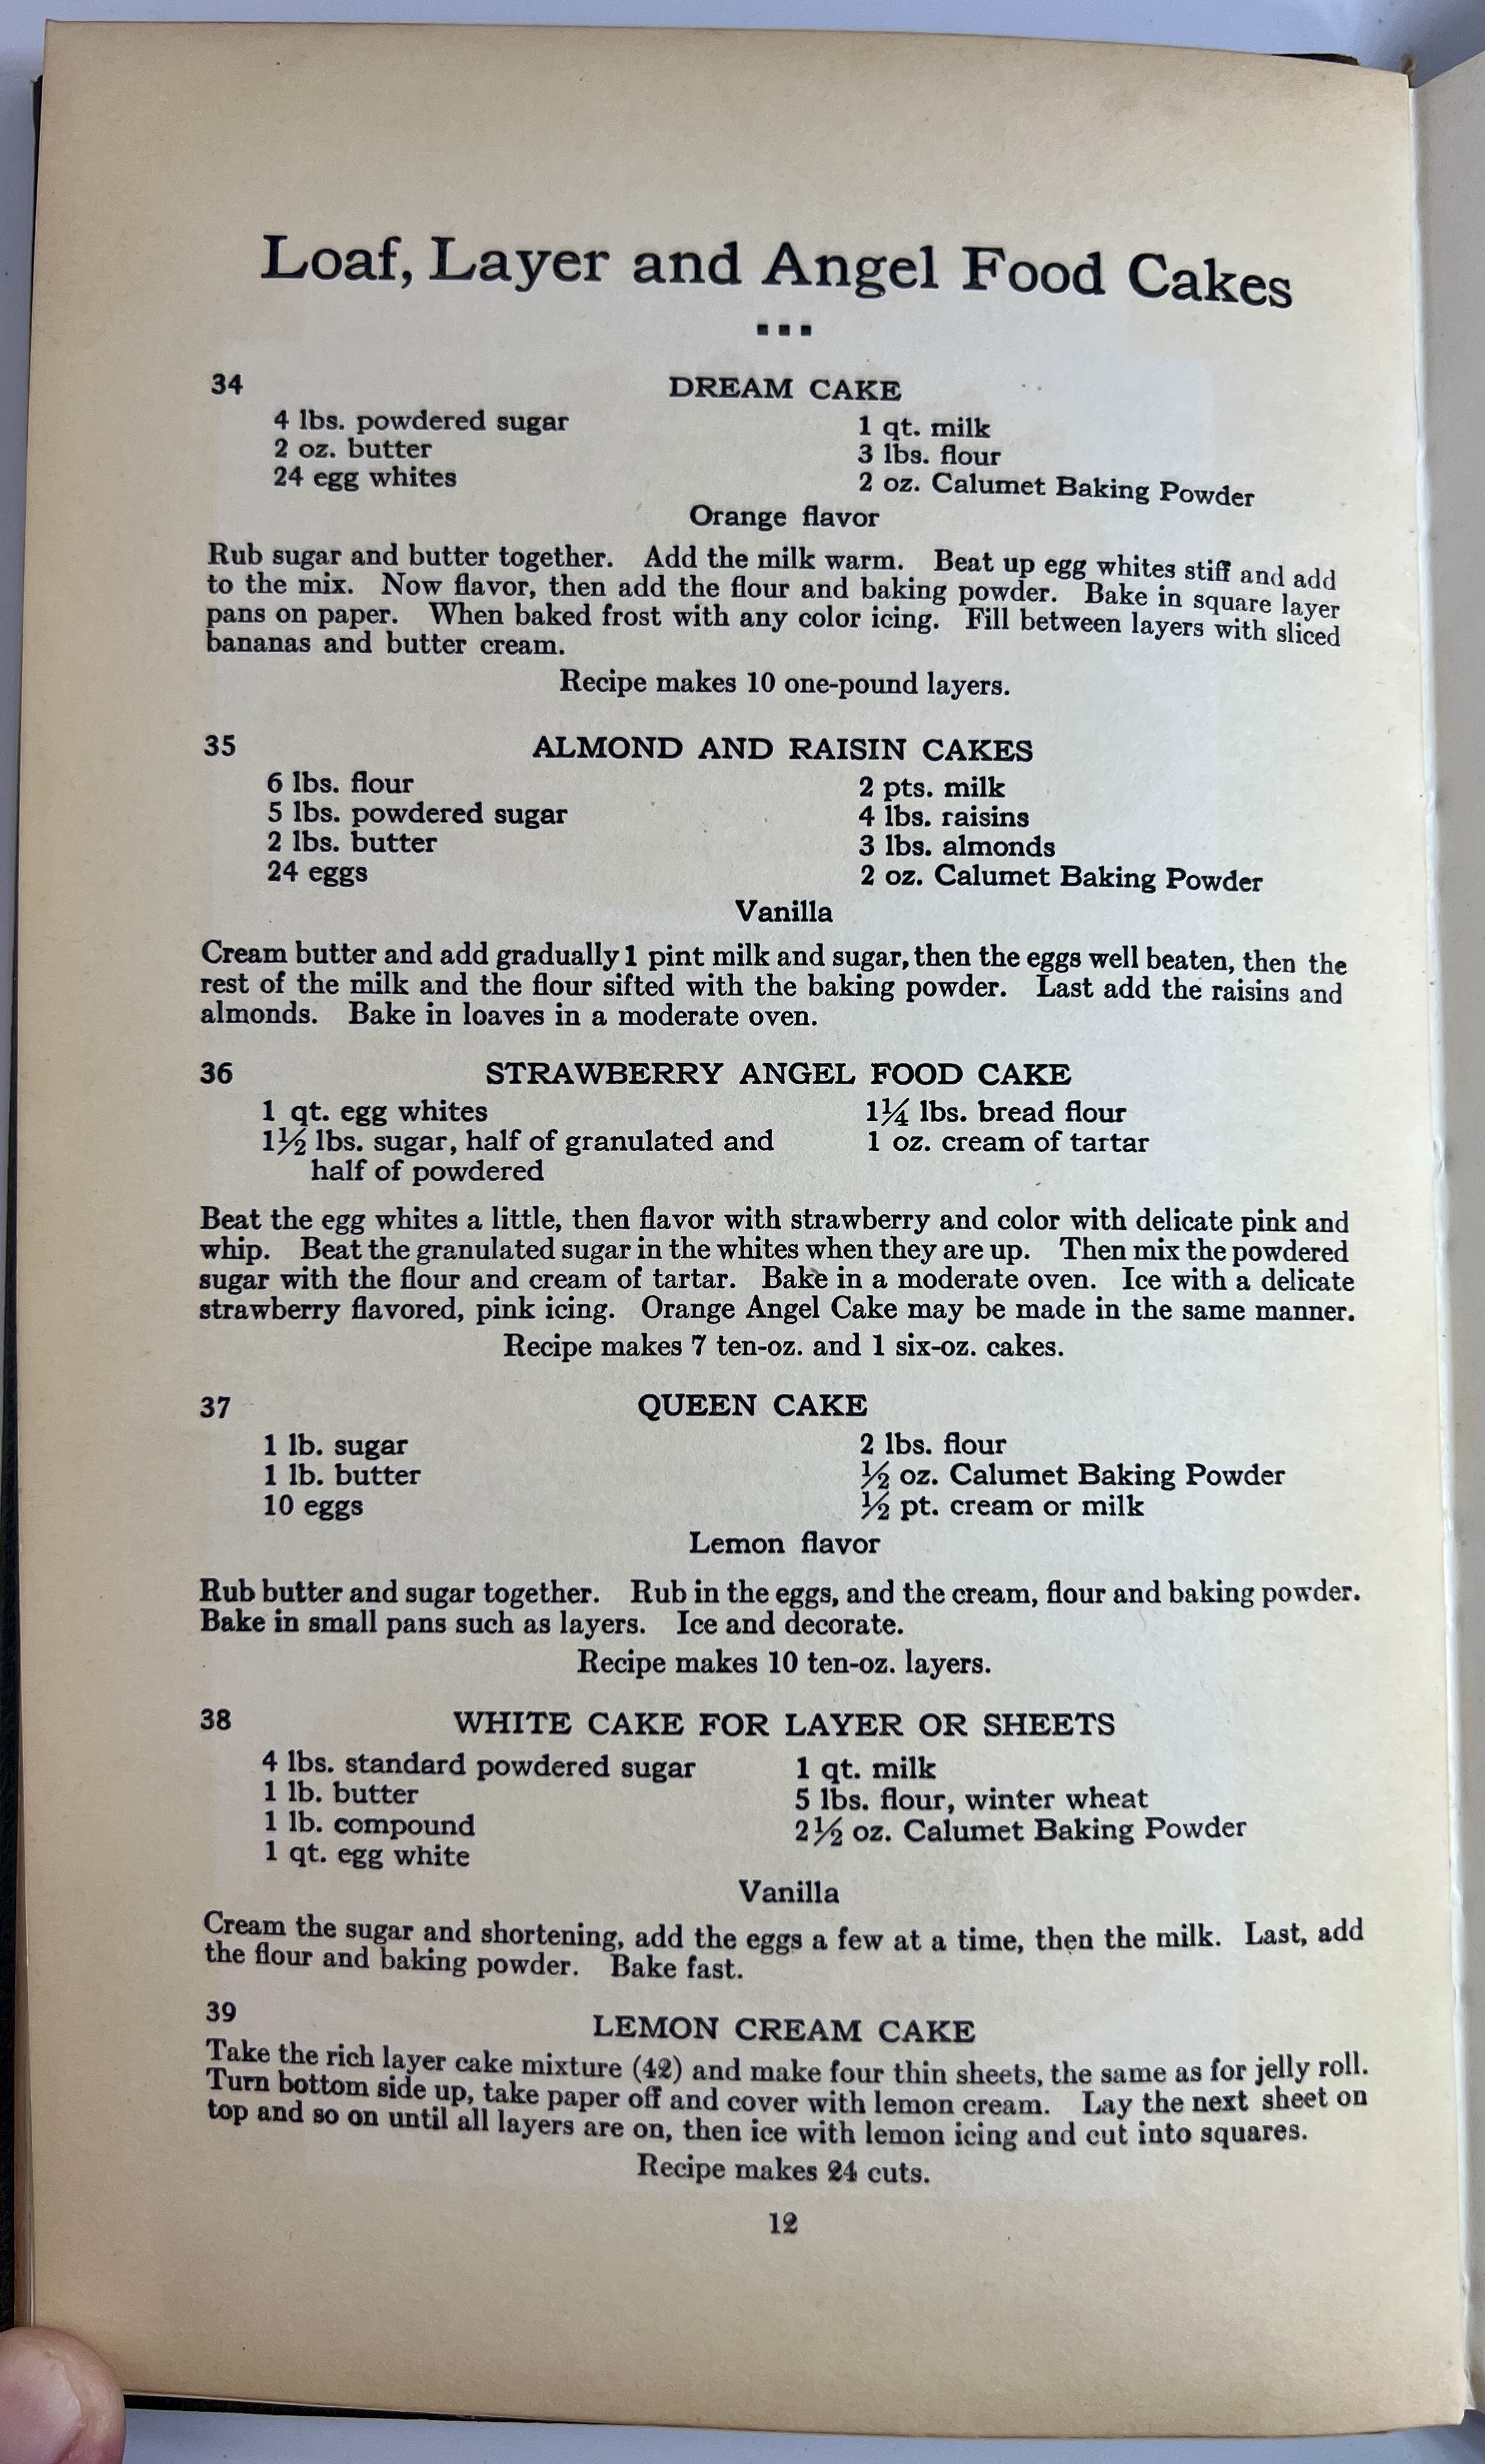 Loaf, Layer and Angel Food Cakes
34 DREAM CAKE
4 lbs. powdered sugar 1 qt. milk
2 oz. butter 3 lbs. flour
24 egg whites 2 oz. Calumet Baking Powder
Orange flavor
Rub sugar and butter together. Add the milk warm. Beat up egg whites stiff and add
to the mix. Now flavor, then add the flour and baking powder. Bake in square layer
pans on paper. When baked frost with any color icing. Fill between layers with sliced
bananas and butter cream.
Recipe makes 10 one-pound layers.
35 ALMOND AND RAISIN CAKES
6 lbs. flour 2 pts. milk
5 lbs. powdered sugar 4 lbs. raisins
2 lbs. butter 3 lbs. almonds
24 eggs 2 oz. Calumet Baking Powder
Vanilla
Cream butter and add gradually 1 pint milk and sugar, then the eggs well beaten, then the
rest of the milk and the flour sifted with the baking powder. Last add the raisins and
almonds. Bake in loaves in a moderate oven.
36 STRAWBERRY ANGEL FOOD CAKE
1 qt. egg whites 1¼ lbs. bread flour
1½ lbs. sugar, half of granulated and 1 oz. cream of tartar
half of powdered
Beat the egg whites a little, then flavor with strawberry and color with delicate pink and
whip. Beat the granulated sugar in the whites when they are up. Then mix the powdered
sugar with the flour and cream of tartar. Bake in a moderate oven. Ice with a delicate
strawberry flavored, pink icing. Orange Angel Cake may be made in the same manner.
Recipe makes 7 ten-oz. and 1 six-oz. cakes.
37 QUEEN CAKE
1 lb. sugar 2 lbs. flour
1 lb. butter ½ oz. Calumet Baking Powder
10 eggs ½ pt. cream or milk
Lemon flavor
Rub butter and sugar together. Rub in the eggs, and the cream, flour and baking powder.
Bake in small pans such as layers. Ice and decorate.
Recipe makes 10 ten-oz. layers.
38 WHITE CAKE FOR LAYER OR SHEETS
4 lbs. standard powdered sugar 1 qt. milk
1 lb. butter 5 lbs. flour, winter wheat
1 lb. compound 2½ oz. Calumet Baking Powder
1 qt. egg white
Vanilla
Cream the sugar and shortening, add the eggs a few at a time, then the milk. Last, add
the flour and baking powder. Bake fast.
39 LEMON CREAM CAKE
Take the rich layer cake mixture (42) and make four thin sheets, the same as for jelly roll.
Turn bottom side up, take paper off and cover with lemon cream. Lay the next sheet on
top and so on until all layers are on, then ice with lemon icing and cut into squares.
Recipe makes 24 cuts.
12